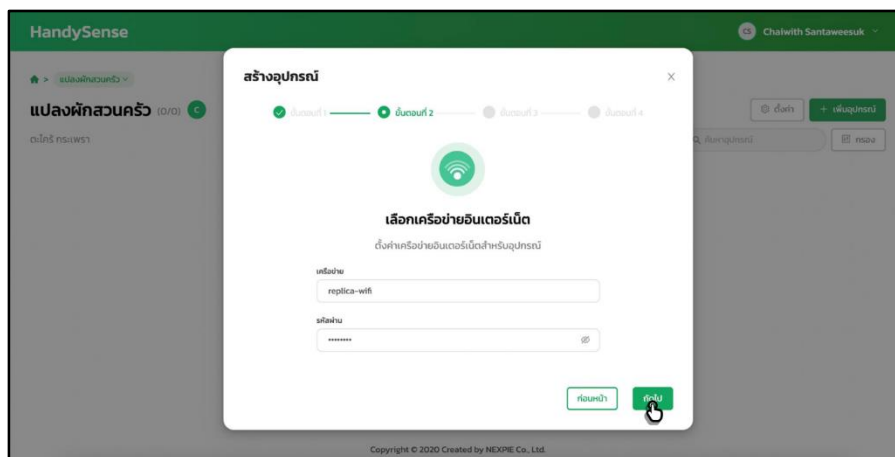 HandySense
CS Chaiwith Santaweesuk
> แปลงผักสวนครัว
แปลงผักสวนครัว (0/0) C
ตะไคร้ กระเพรา
ตั้งค่า
+ เพิ่มอุปกรณ์
ค้นหาอุปกรณ์
กรอง
สร้างอุปกรณ์
ขั้นตอนที่ 1 ขั้นตอนที่ 2 ขั้นตอนที่ 3 ขั้นตอนที่ 4
เลือกเครือข่ายอินเตอร์เน็ต
ตั้งค่าเครือข่ายอินเตอร์เน็ตสำหรับอุปกรณ์
เครือข่าย
replica-wifi
รหัสผ่าน
••••••••
ก่อนหน้า
ถัดไป
Copyright © 2020 Created by NEXPIE Co., Ltd.